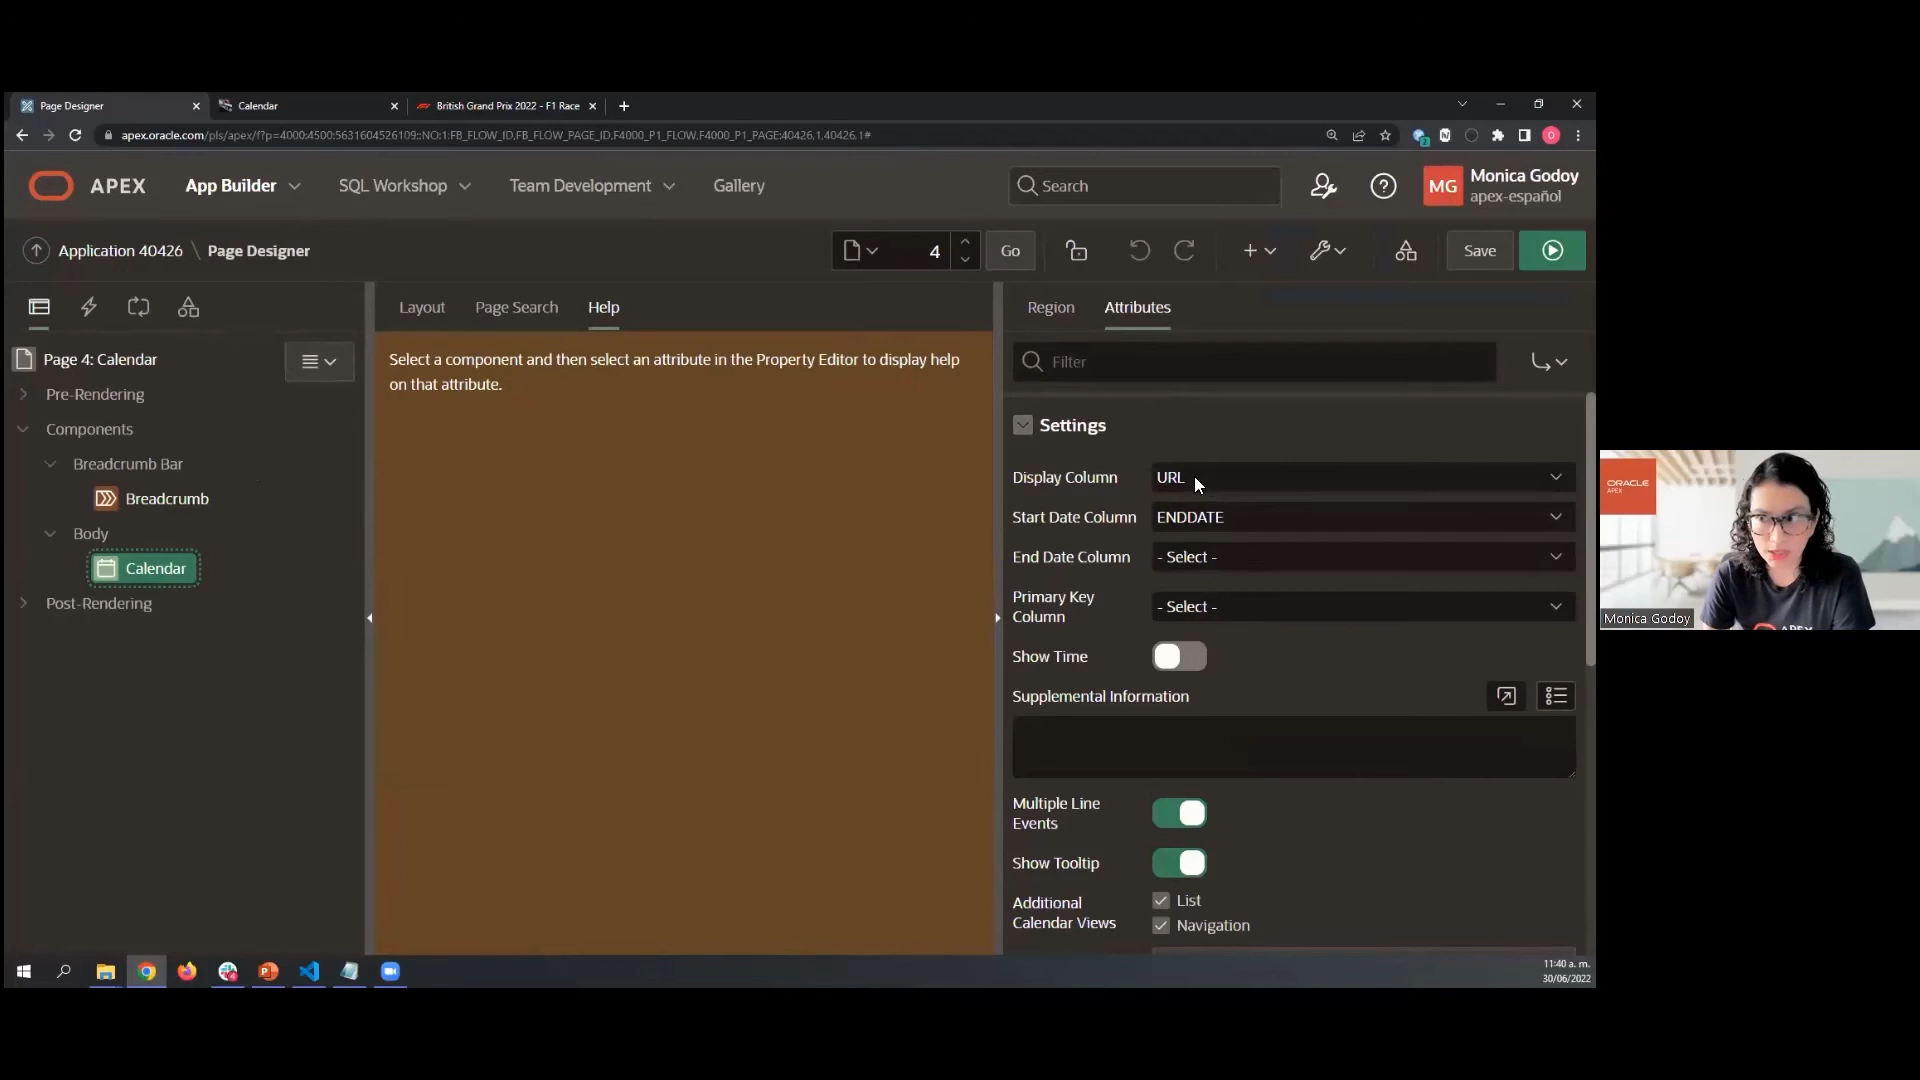 Page Designer
Calendar
British Grand Prix 2022 - F1 Race
apex.oracle.com/pls/apex/f?p=4000:4500:5631604526109::NO:1:FB_FLOW_ID,FB_FLOW_PAGE_ID,F4000_P1_FLOW,F4000_P1_PAGE:40426,1,40426,1#
APEX
App Builder
SQL Workshop
Team Development
Gallery
Search
MG
Monica Godoy
apex-español
Application 40426 \ Page Designer
4
Go
Save
Layout
Page Search
Help
Region
Attributes
Page 4: Calendar
Pre-Rendering
Components
Breadcrumb Bar
Breadcrumb
Body
Calendar
Post-Rendering
Select a component and then select an attribute in the Property Editor to display help
on that attribute.
Filter
Settings
Display Column
URL
Start Date Column
ENDDATE
End Date Column
- Select -
Primary Key
Column
- Select -
Show Time
Supplemental Information
Multiple Line
Events
Show Tooltip
Additional
Calendar Views
List
Navigation
11:40 a. m.
30/06/2022
ORACLE
APEX
Monica Godoy